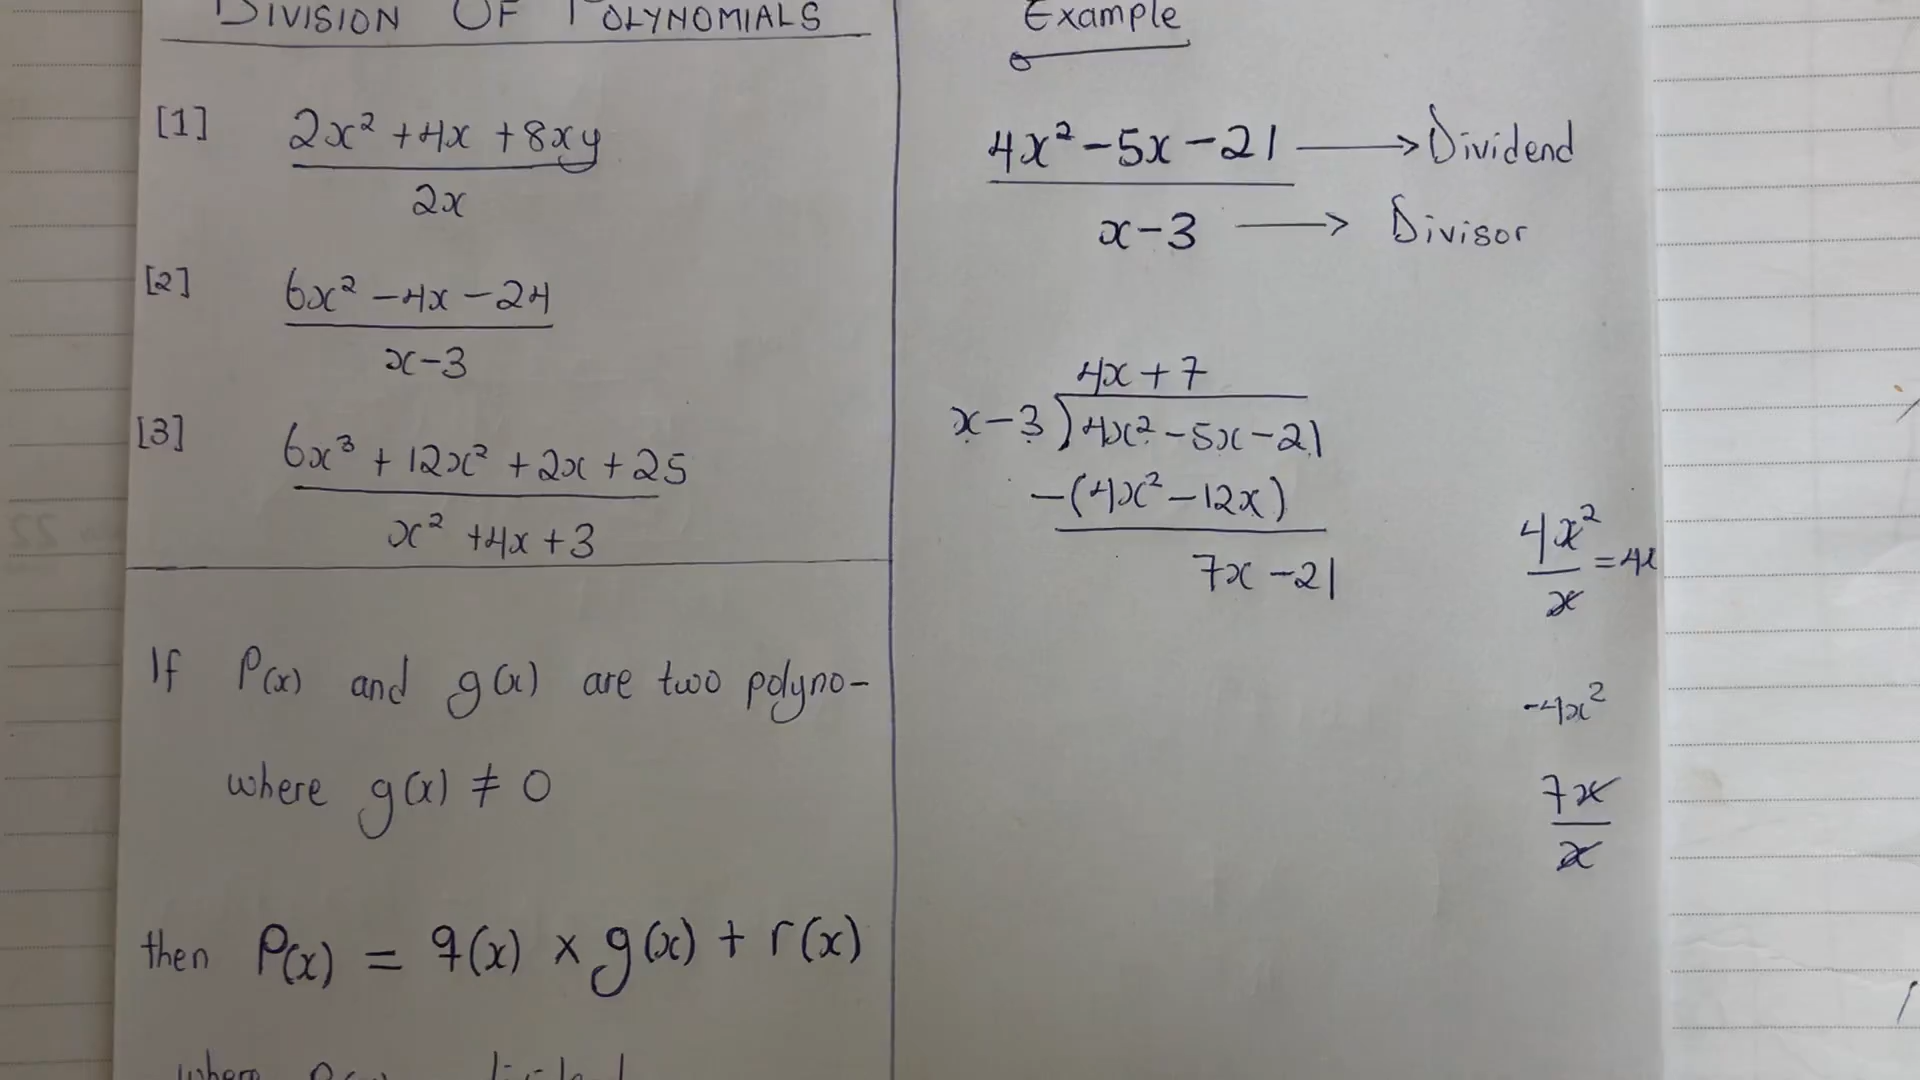 DIVISION OF POLYNOMIALS
[1] 2x² + 4x + 8xy
2x
[2] 6x² - 4x - 24
x - 3
[3] 6x³ + 12x² + 2x + 25
x² + 4x + 3
If P(x) and g(x) are two polyno-
where g(x) ≠ 0
then P(x) = q(x) × g(x) + r(x)
where
Example
4x² - 5x - 21 → Dividend
x - 3 → Divisor
4x + 7
x - 3 ) 4x² - 5x - 21
- (4x² - 12x)
7x - 21
4x²
= 4x
x
-4x²
7x
x